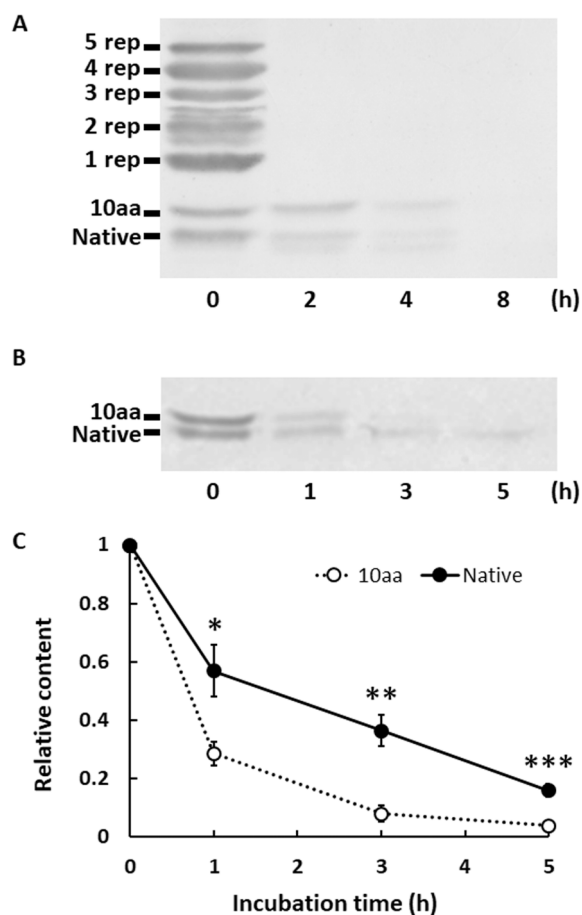 A
5 rep
4 rep
3 rep
2 rep
1 rep
10aa
Native
0 2 4 8 (h)
B
10aa
Native
0 1 3 5 (h)
C
1
10aa Native
0.8
*
0.6
**
0.4
***
0.2
0
0 1 2 3 4 5
Relative content
Incubation time (h)